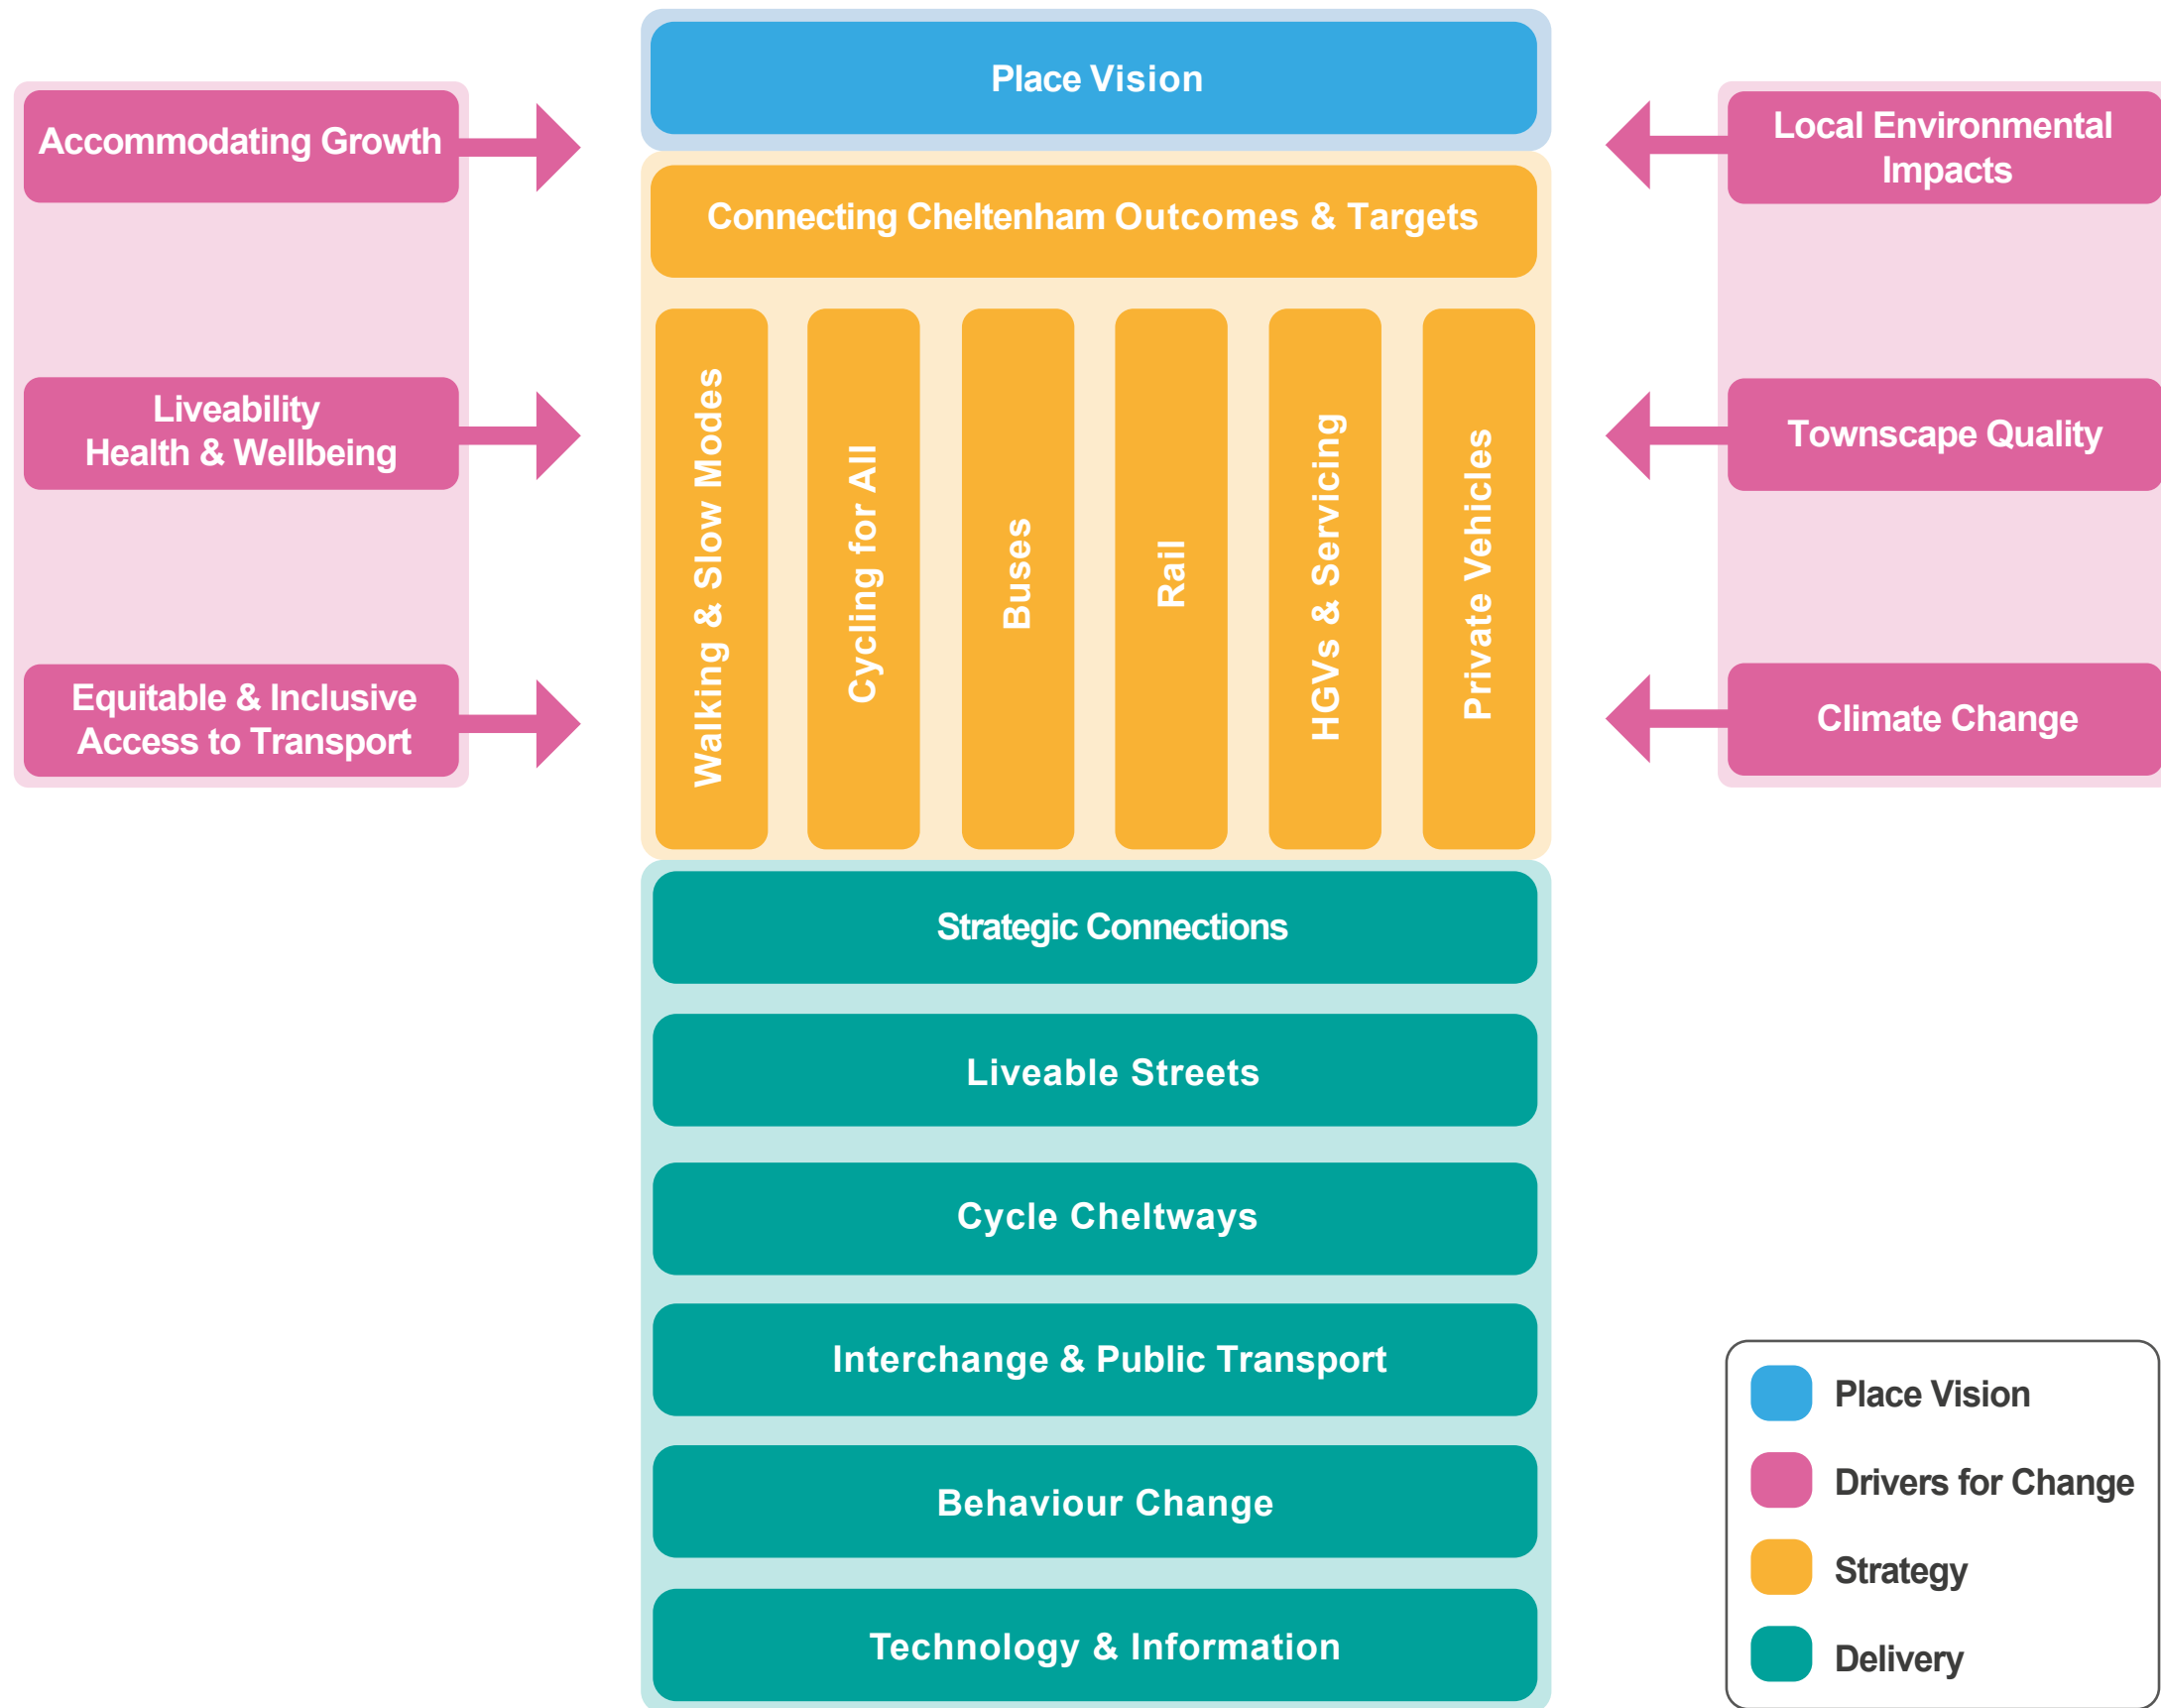 Place Vision
Accommodating Growth
Liveability
Health & Wellbeing
Equitable & Inclusive
Access to Transport
Connecting Cheltenham Outcomes & Targets
Walking & Slow Modes
Cycling for All
Buses
Rail
HGVs & Servicing
Private Vehicles
Local Environmental
Impacts
Townscape Quality
Climate Change
Strategic Connections
Liveable Streets
Cycle Cheltways
Interchange & Public Transport
Behaviour Change
Technology & Information
Place Vision
Drivers for Change
Strategy
Delivery